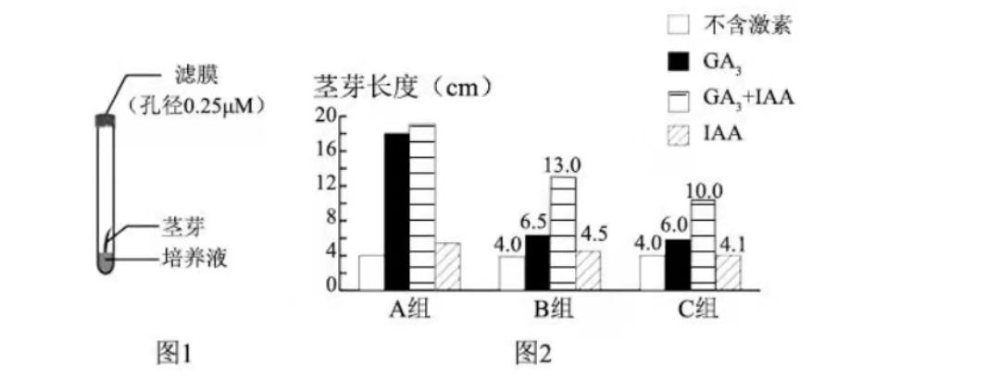 滤膜
（孔径0.25μM）
茎芽
培养液
图1
不含激素
GA₃
GA₃+IAA
IAA
茎芽长度（cm）
20
16
12
8
4
0
4.0
6.5
13.0
4.5
4.0
6.0
10.0
4.1
A组
B组
C组
图2